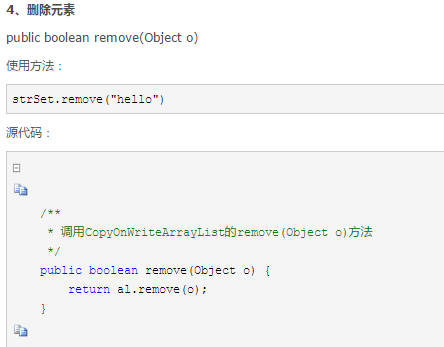 4、删除元素
public boolean remove(Object o)
使用方法：
strSet.remove("hello")
源代码：
/**
* 调用CopyOnWriteArrayList的remove(Object o)方法
*/
public boolean remove(Object o) {
return al.remove(o);
}